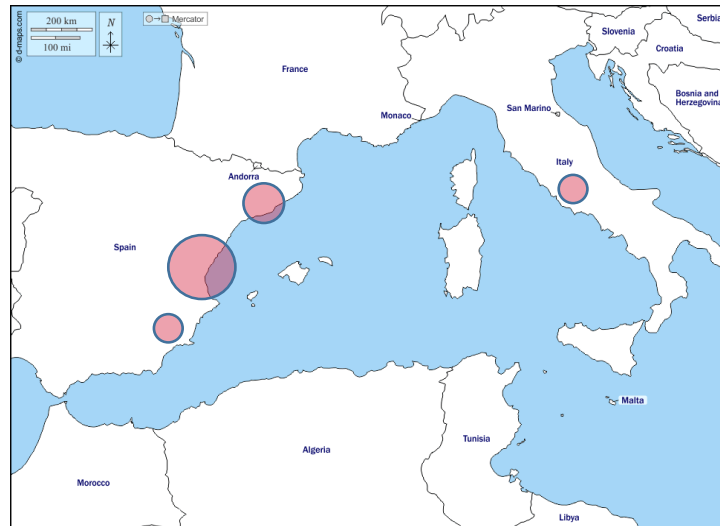 200 km
100 mi
N
Mercator
© d-maps.com
Serbia
Slovenia
Croatia
France
Bosnia and
Herzegovina
San Marino
Monaco
Italy
Andorra
Spain
Malta
Tunisia
Algeria
Morocco
Libya